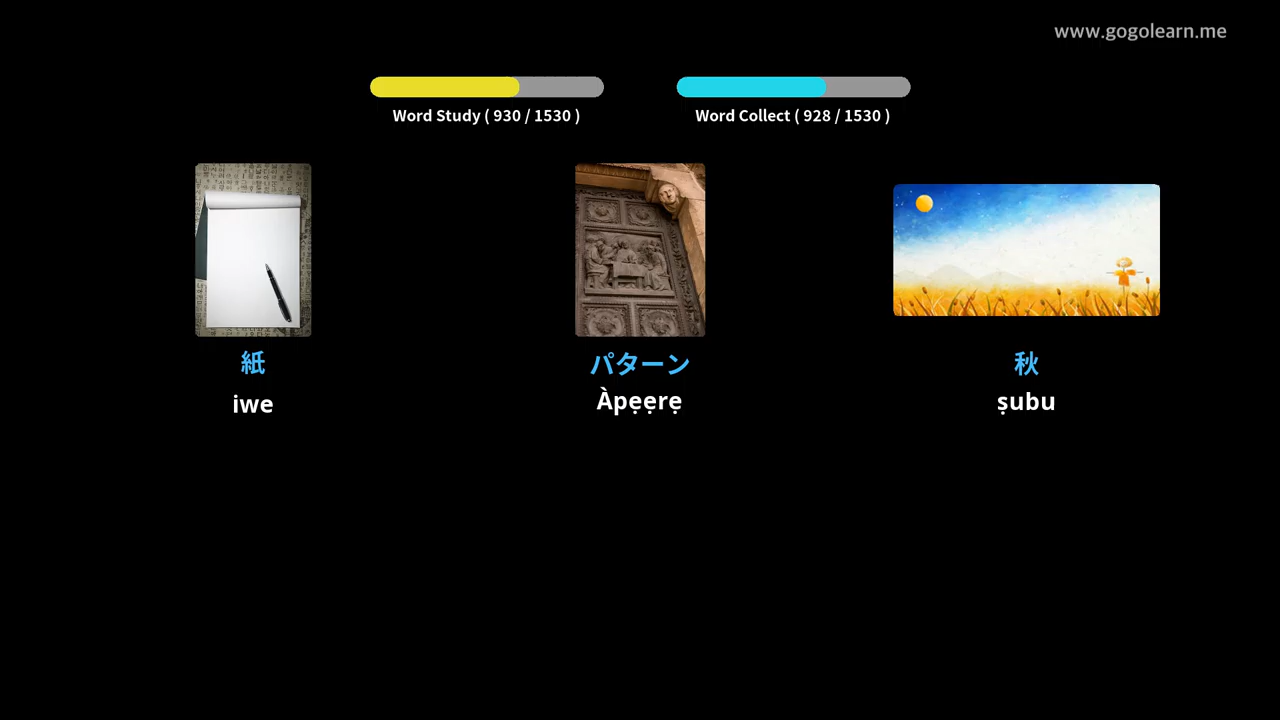 www.gogolearn.me
Word Study ( 930 / 1530 )
Word Collect ( 928 / 1530 )
紙
iwe
パターン
Àpẹẹrẹ
秋
ṣubu